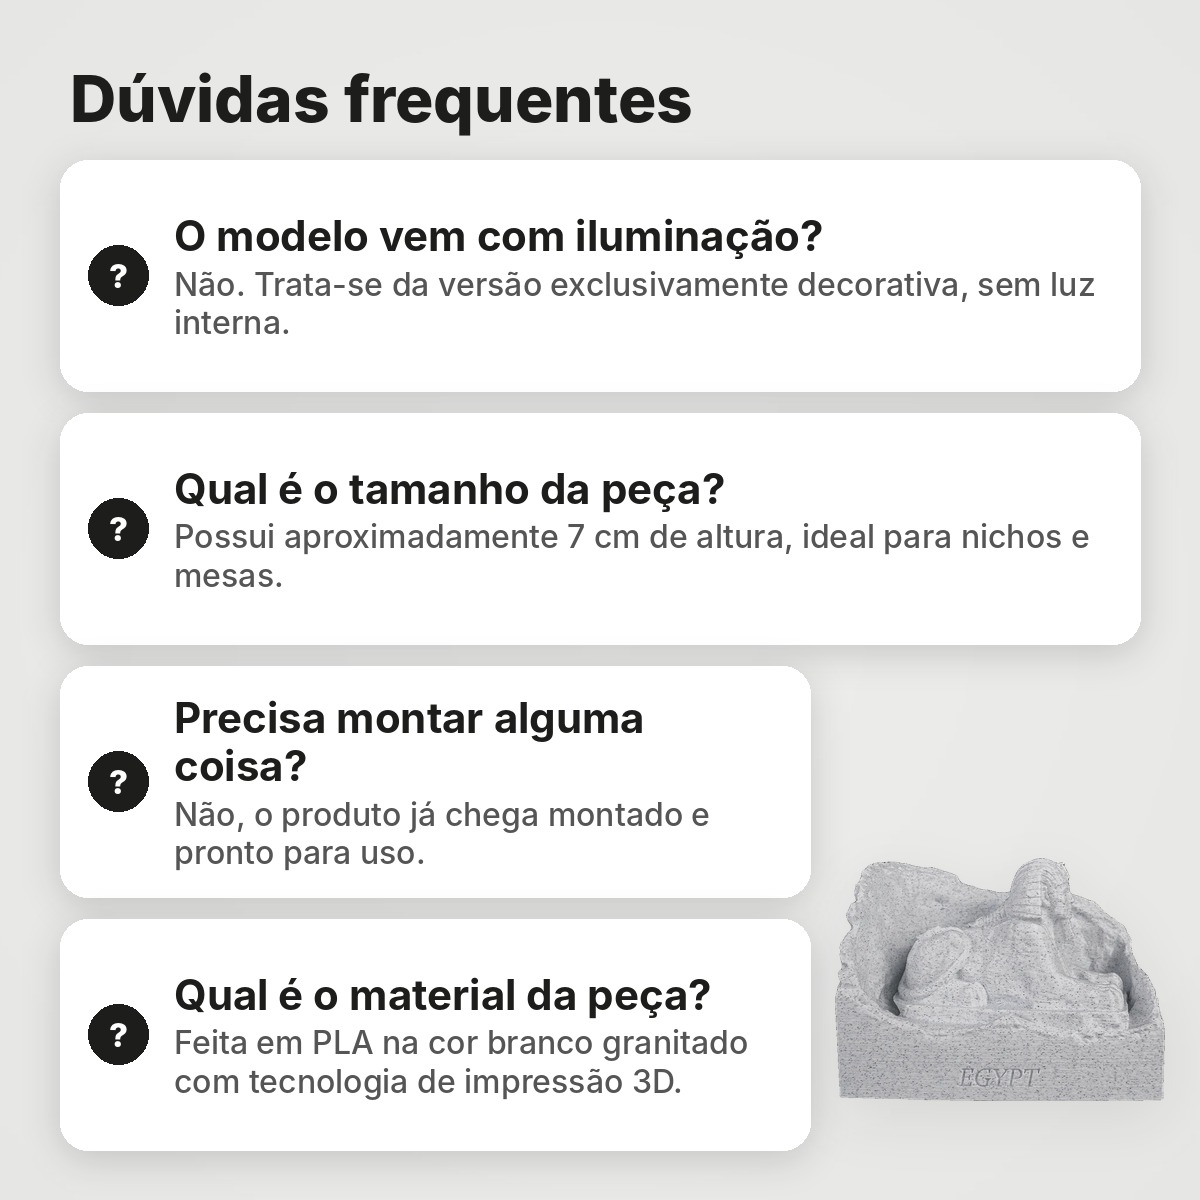 Dúvidas frequentes
?
O modelo vem com iluminação?
Não. Trata-se da versão exclusivamente decorativa, sem luz
interna.
?
Qual é o tamanho da peça?
Possui aproximadamente 7 cm de altura, ideal para nichos e
mesas.
?
Precisa montar alguma
coisa?
Não, o produto já chega montado e
pronto para uso.
?
Qual é o material da peça?
Feita em PLA na cor branco granitado
com tecnologia de impressão 3D.
EGYPT